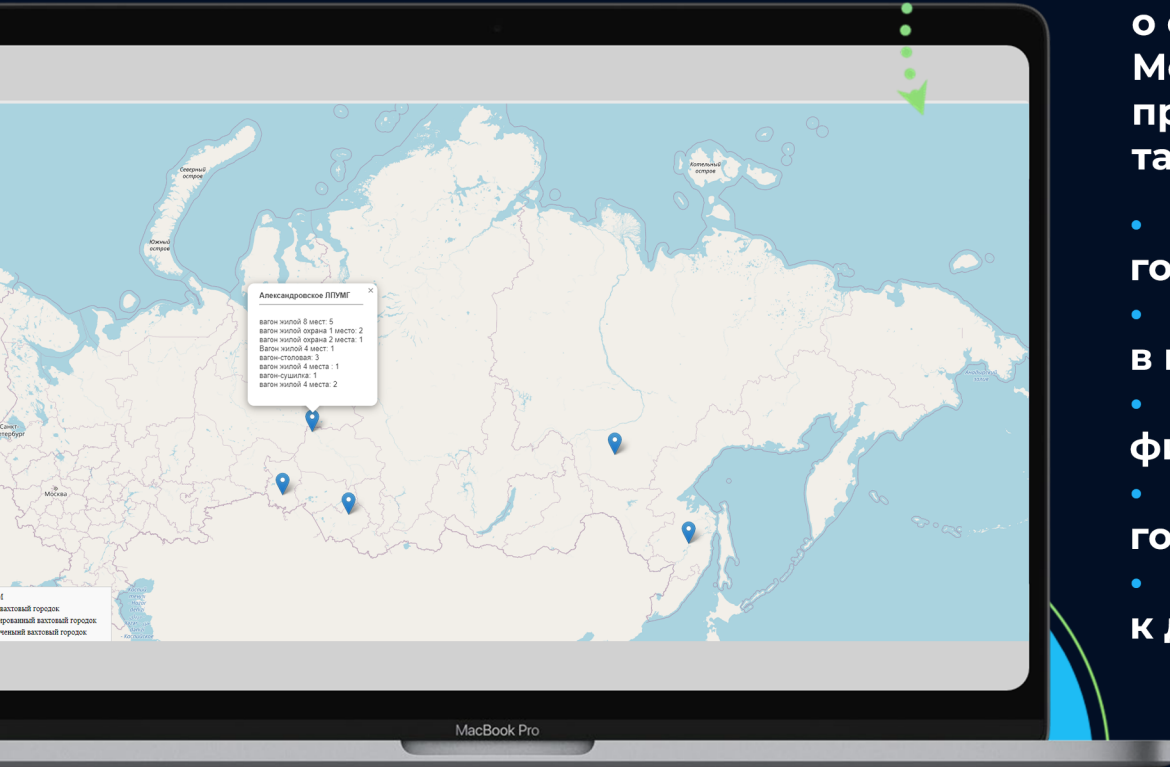 Северный
остров
Котельный
остров
Южный
остров
Александровское ЛПУМГ
×
вагон жилой 8 мест: 5
вагон жилой охрана 1 место: 2
вагон жилой охрана 2 места: 1
Вагон жилой 4 мест: 1
вагон-столовая: 3
вагон жилой 4 места : 1
вагон-сушилка: 1
вагон жилой 4 места: 2
Санкт
етербург
Москва
вахтовый городок
ированный вахтовый городок
ченный вахтовый городок
MacBook Pro
о
пр
та
го
в
го
к